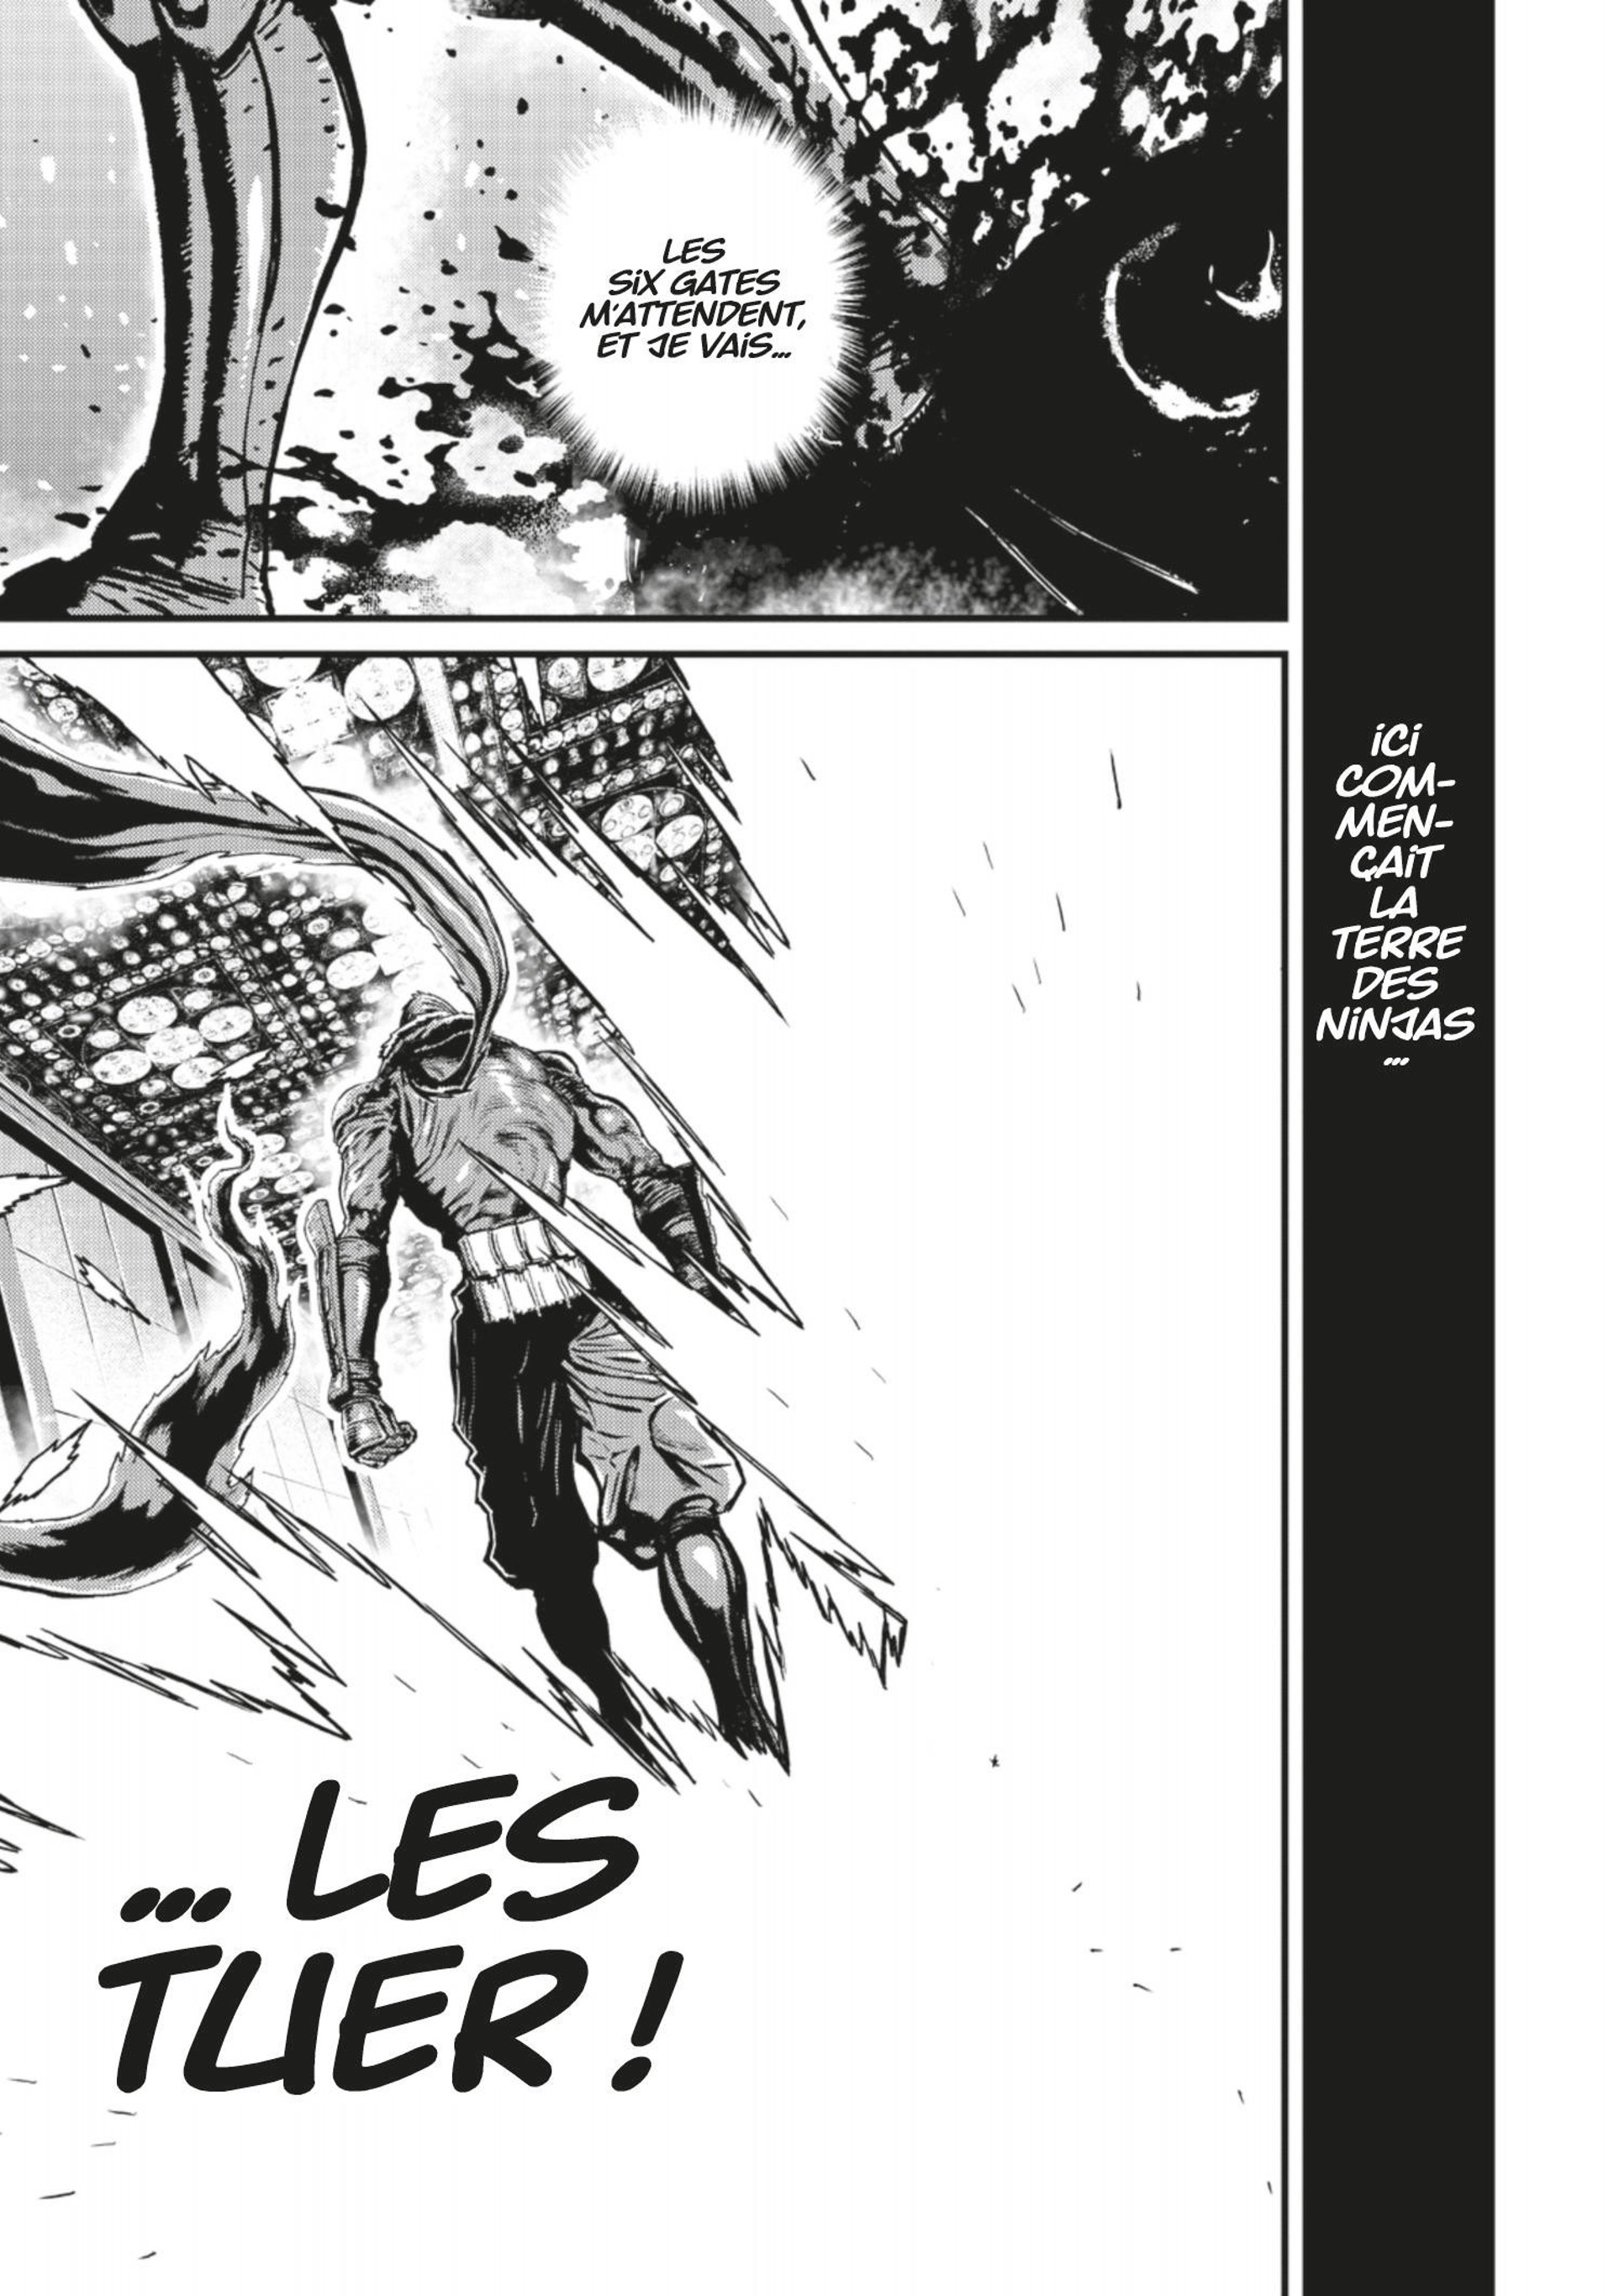 LES
SIX GATES
M'ATTENDENT,
ET JE VAIS...
... LES
TUER !
ICI
COM-
MEN-
ÇAIT
LA
TERRE
DES
NINJAS
...